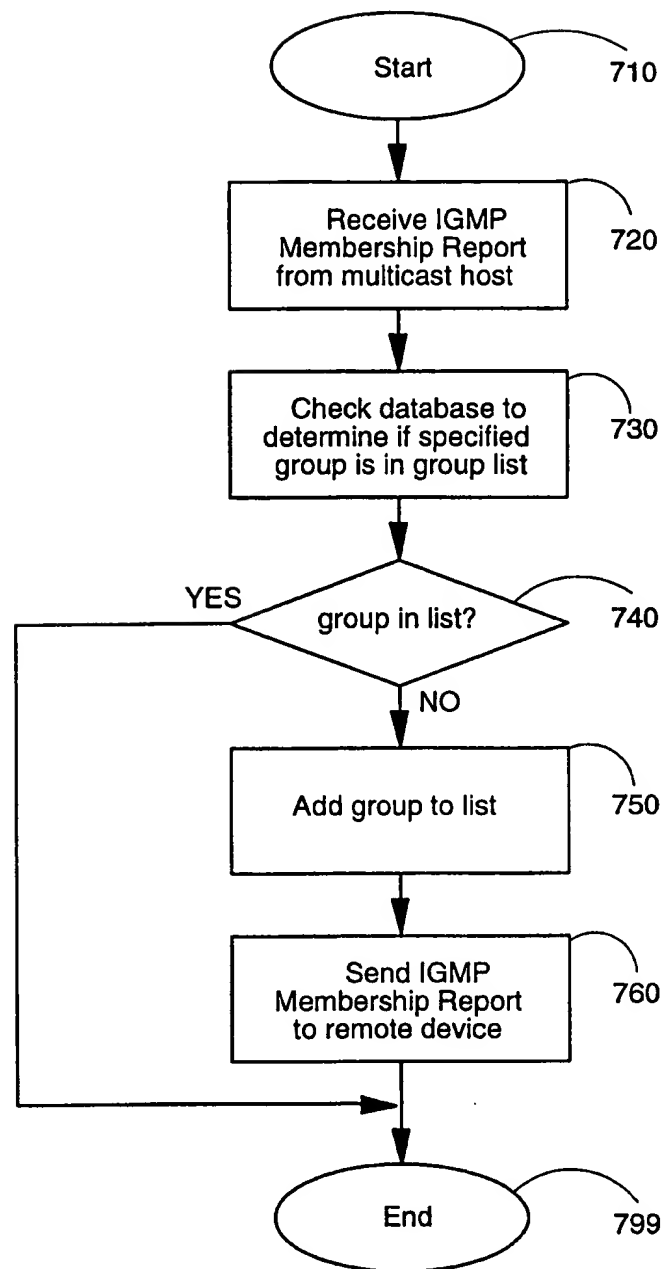 Start
710
Receive IGMP
Membership Report
from multicast host
720
Check database to
determine if specified
group is in group list
730
YES
group in list?
740
NO
Add group to list
750
Send IGMP
Membership Report
to remote device
760
End
799